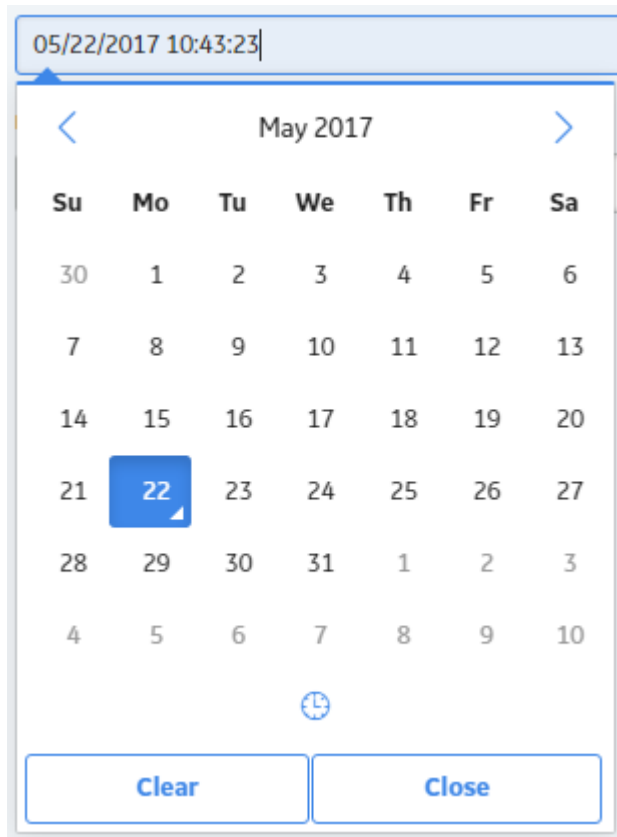 05/22/2017 10:43:23
May 2017
Su Mo Tu We Th Fr Sa
30 1 2 3 4 5 6
7 8 9 10 11 12 13
14 15 16 17 18 19 20
21 22 23 24 25 26 27
28 29 30 31 1 2 3
4 5 6 7 8 9 10
Clear Close